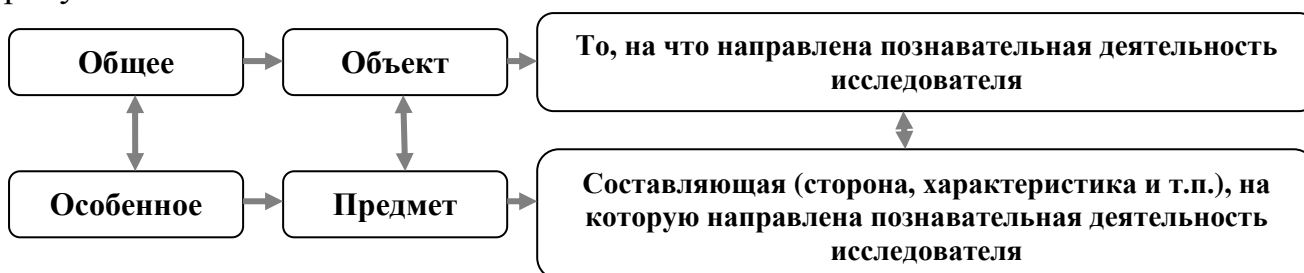 Общее
Объект
То, на что направлена познавательная деятельность
исследователя
Особенное
Предмет
Составляющая (сторона, характеристика и т.п.), на
которую направлена познавательная деятельность
исследователя